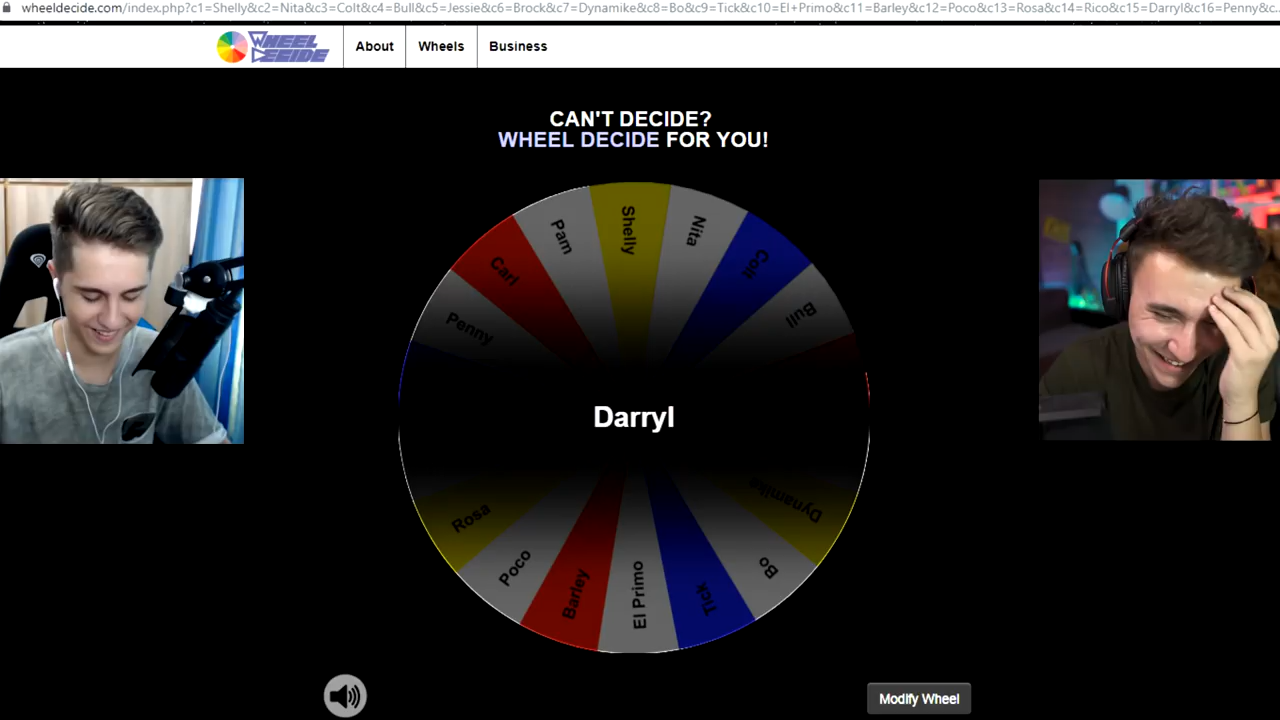 wheeldecide.com/index.php?c1=Shelly&c2=Nita&c3=Colt&c4=Bull&c5=Jessie&c6=Brock&c7=Dynamike&c8=Bo&c9=Tick&c10=El+Primo&c11=Barley&c12=Poco&c13=Rosa&c14=Rico&c15=Darryl&c16=Penny&c...
WHEEL DECIDE
About
Wheels
Business
CAN'T DECIDE?
WHEEL DECIDE FOR YOU!
Shelly
Nita
Colt
Bull
Dynamike
Bo
Tick
El Primo
Barley
Poco
Rosa
Penny
Carl
Pam
Darryl
Modify Wheel